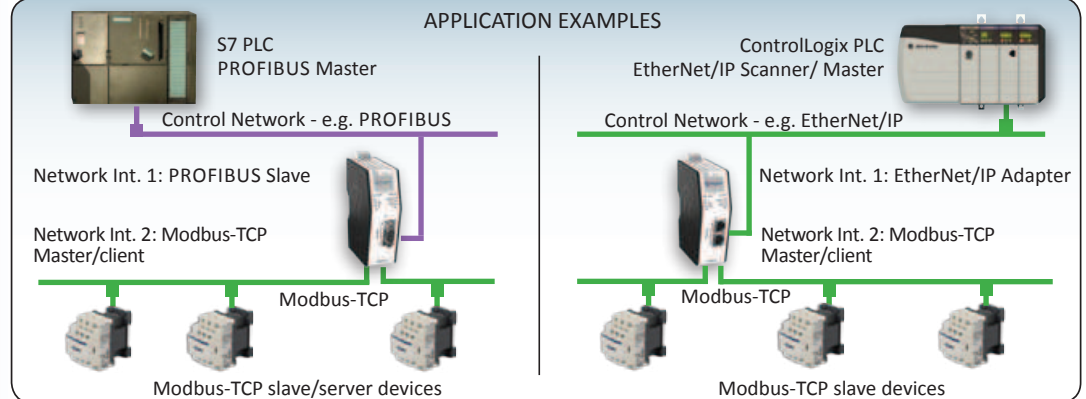 APPLICATION EXAMPLES
S7 PLC
PROFIBUS Master
Control Network - e.g. PROFIBUS
Network Int. 1: PROFIBUS Slave
Network Int. 2: Modbus-TCP
Master/client
Modbus-TCP
Modbus-TCP slave/server devices
ControlLogix PLC
EtherNet/IP Scanner/ Master
Control Network - e.g. EtherNet/IP
Network Int. 1: EtherNet/IP Adapter
Network Int. 2: Modbus-TCP
Master/client
Modbus-TCP
Modbus-TCP slave devices